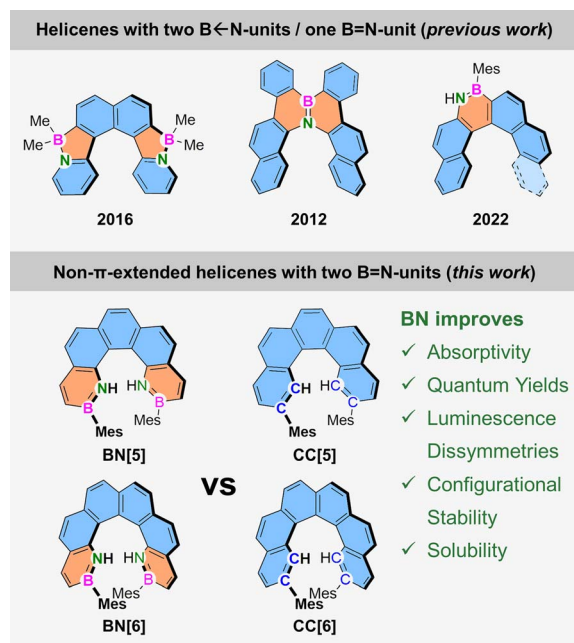 Helicenes with two B←N-units / one B=N-unit (previous work)
Me
Me
B
N
B
N
Me
Me
2016
B
N
2012
Mes
HN
B
2022
Non-π-extended helicenes with two B=N-units (this work)
NH
B
Mes
HN
B
Mes
BN[5]
CH
C
Mes
HC
C
Mes
CC[5]
vs
NH
B
Mes
HN
B
Mes
BN[6]
CH
C
Mes
HC
C
Mes
CC[6]
BN improves
✓ Absorptivity
✓ Quantum Yields
✓ Luminescence
Dissymmetries
✓ Configurational
Stability
✓ Solubility